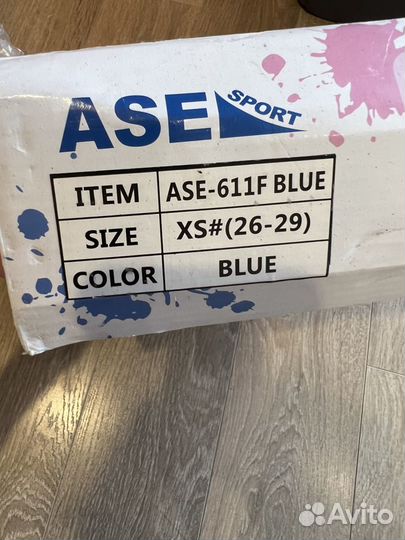 ASE SPORT
ITEM ASE-611F BLUE
SIZE XS#(26-29)
COLOR BLUE
Avito